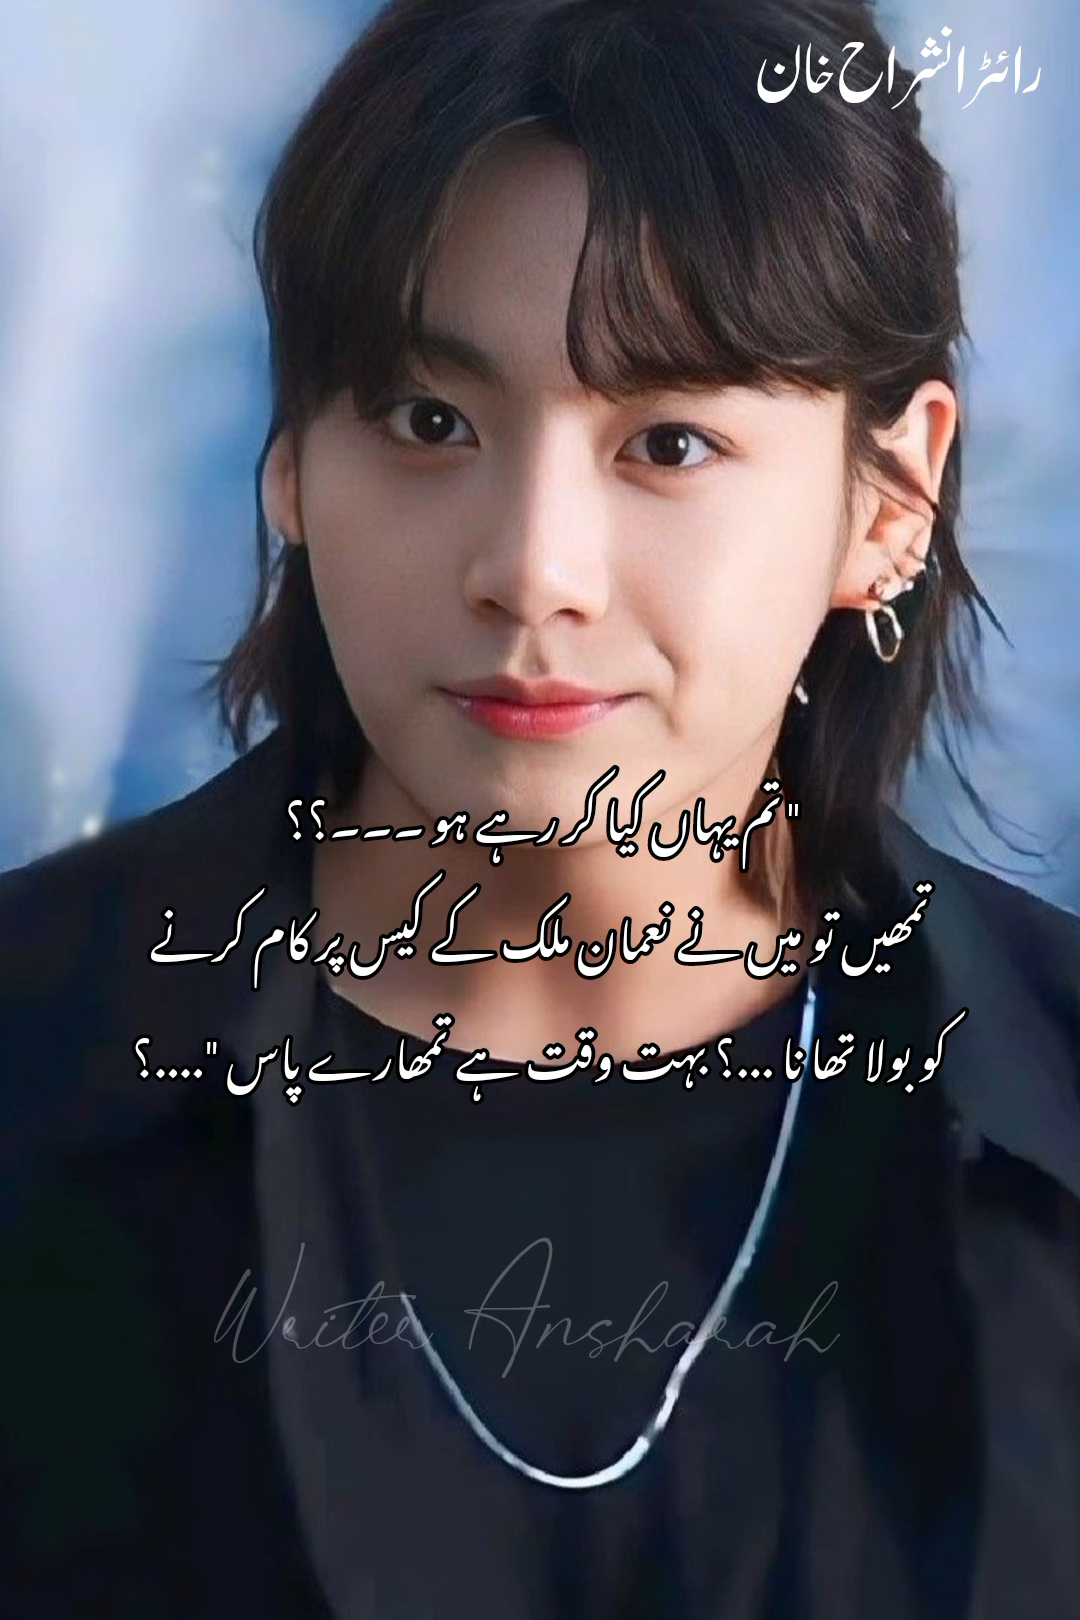 رائٹر انشراح خان
"تم یہاں کیا کر رہے ہو ۔۔۔؟؟
تمھیں تو میں نے نعمان ملک کے کیس پر کام کرنے
کو بولا تھا نا ...؟ بہت وقت ہے تمھارے پاس "....؟
Writer Ansharah